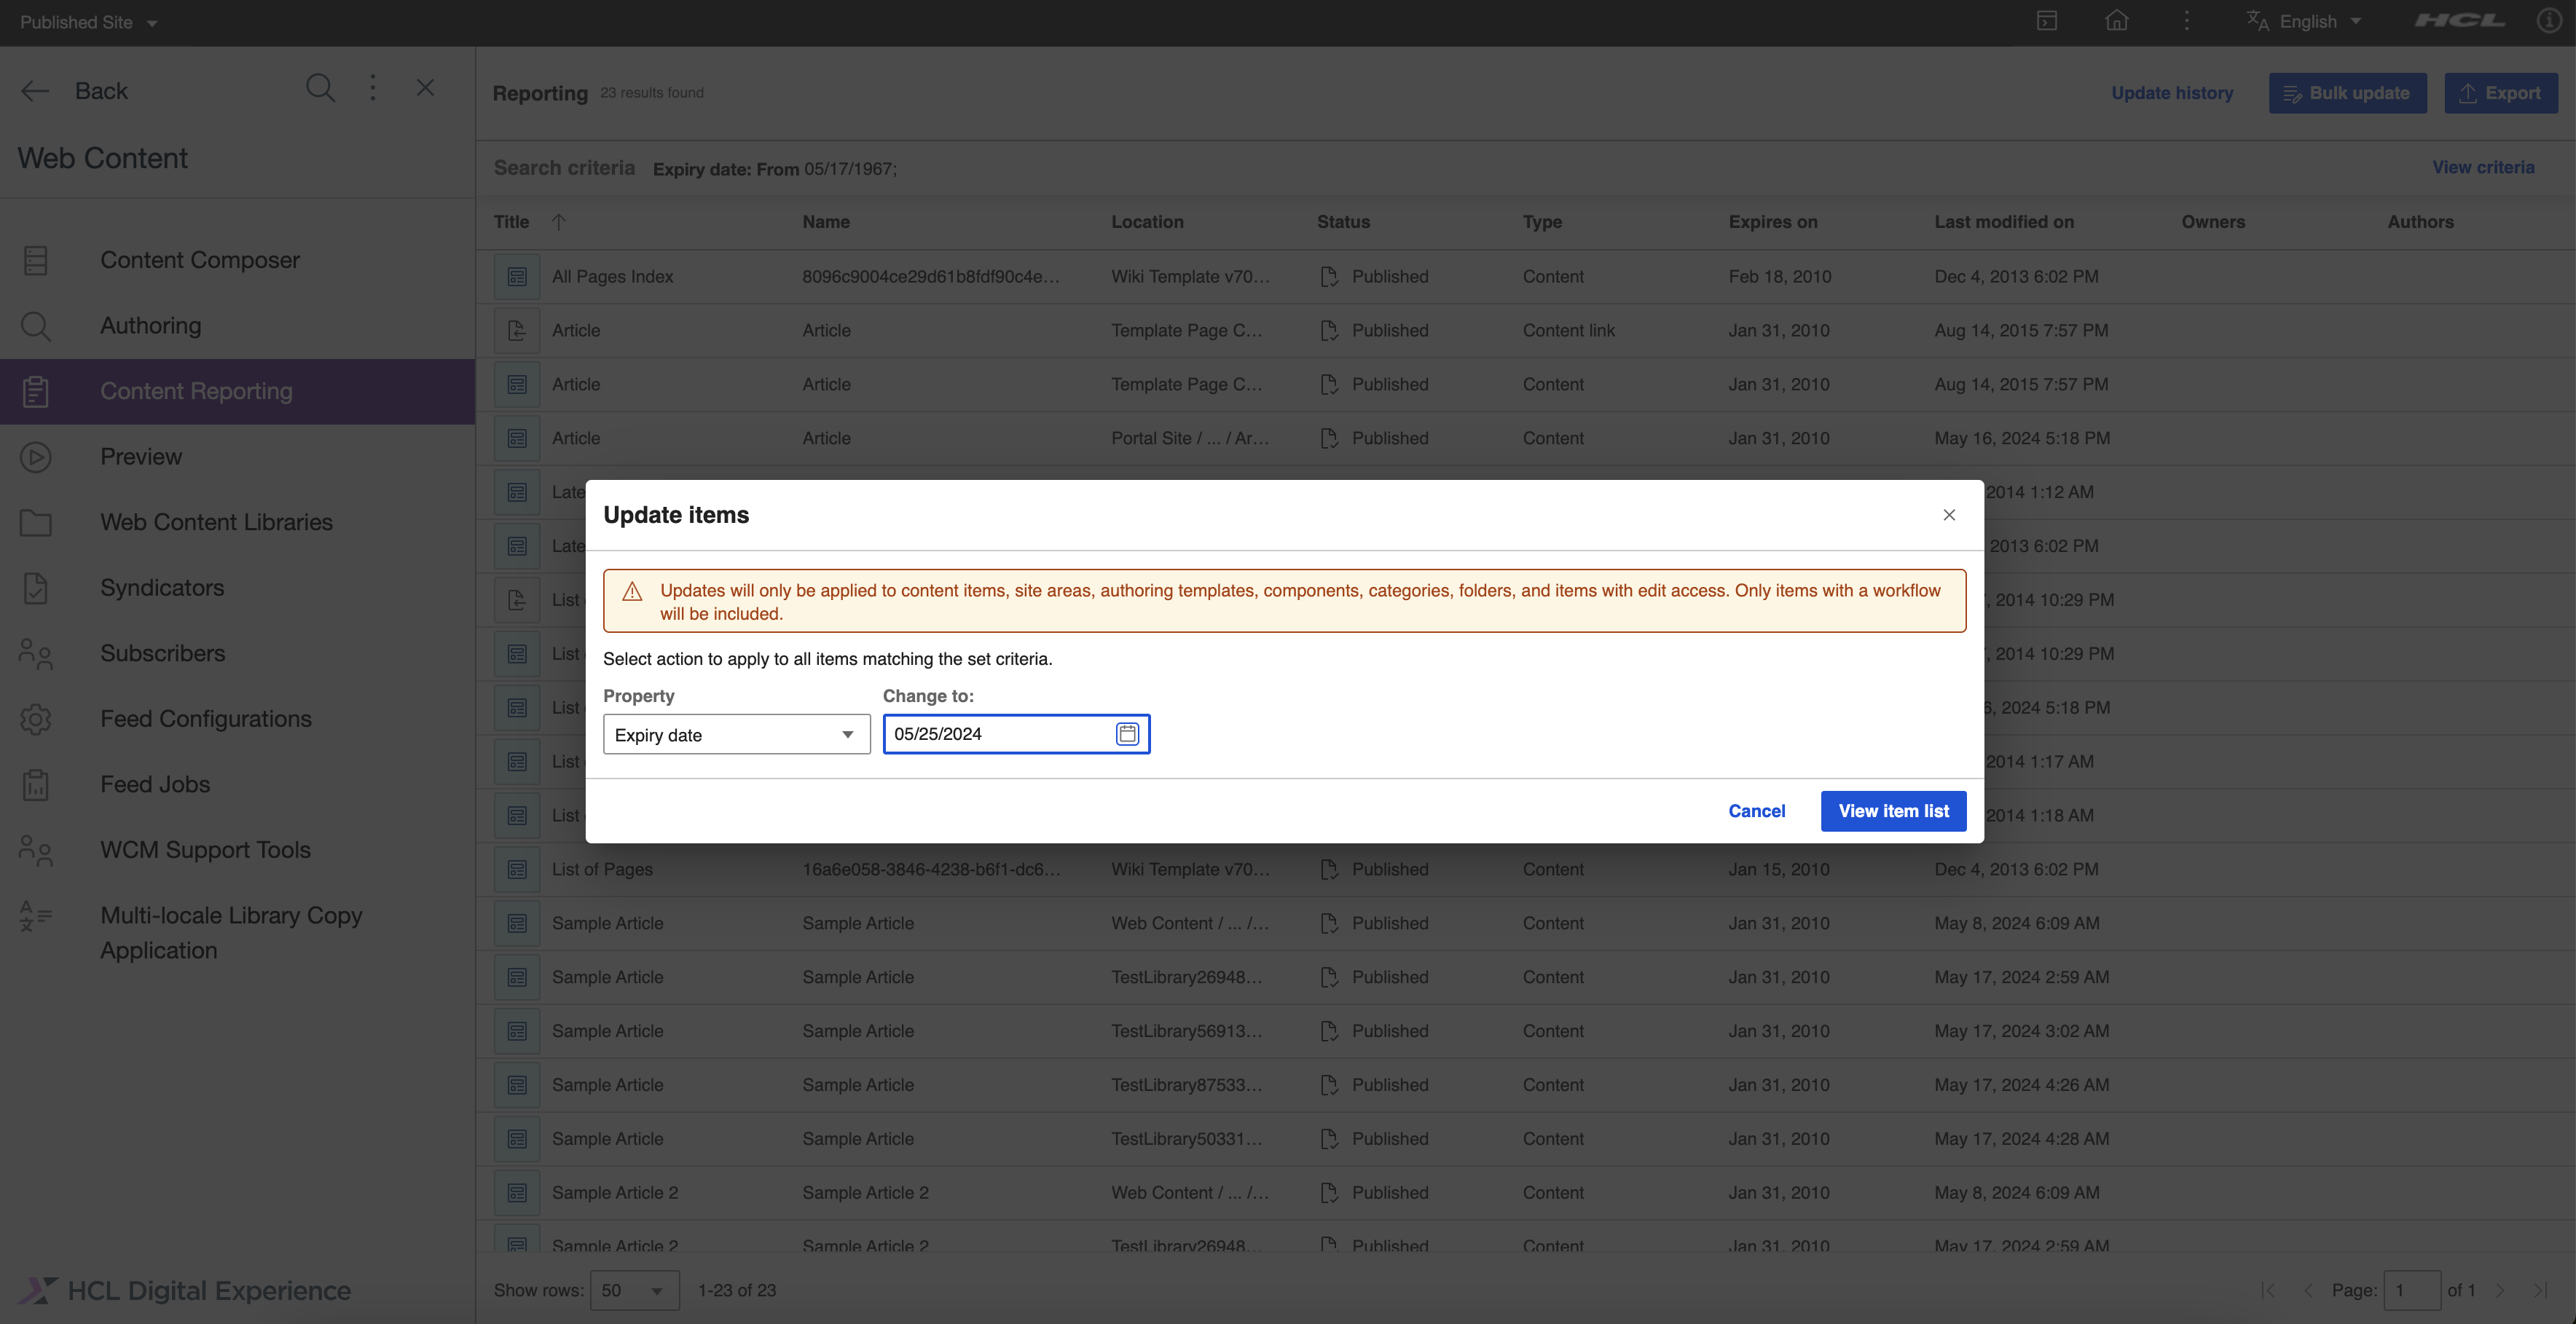 Published Site
English
HCL
Back
Web Content
Content Composer
Authoring
Content Reporting
Preview
Web Content Libraries
Syndicators
Subscribers
Feed Configurations
Feed Jobs
WCM Support Tools
Multi-locale Library Copy
Application
HCL Digital Experience
Reporting 23 results found
Update history Bulk update Export
Search criteria Expiry date: From 05/17/1967; View criteria
Title Name Location Status Type Expires on Last modified on Owners Authors
All Pages Index 8096c9004ce29d61b8fdf90c4e... Wiki Template v70... Published Content Feb 18, 2010 Dec 4, 2013 6:02 PM
Article Article Template Page C... Published Content link Jan 31, 2010 Aug 14, 2015 7:57 PM
Article Article Template Page C... Published Content Jan 31, 2010 Aug 14, 2015 7:57 PM
Article Article Portal Site / ... / Ar... Published Content Jan 31, 2010 May 16, 2024 5:18 PM
Late 2014 1:12 AM
Late 2013 6:02 PM
List 2014 10:29 PM
List 2014 10:29 PM
List 2024 5:18 PM
List 2014 1:17 AM
List 2014 1:18 AM
Update items
Updates will only be applied to content items, site areas, authoring templates, components, categories, folders, and items with edit access. Only items with a workflow
will be included.
Select action to apply to all items matching the set criteria.
Property Change to:
Expiry date 05/25/2024
Cancel View item list
List of Pages 16a6e058-3846-4238-b6f1-dc6... Wiki Template v70... Published Content Jan 15, 2010 Dec 4, 2013 6:02 PM
Sample Article Sample Article Web Content / ... /... Published Content Jan 31, 2010 May 8, 2024 6:09 AM
Sample Article Sample Article TestLibrary26948... Published Content Jan 31, 2010 May 17, 2024 2:59 AM
Sample Article Sample Article TestLibrary56913... Published Content Jan 31, 2010 May 17, 2024 3:02 AM
Sample Article Sample Article TestLibrary87533... Published Content Jan 31, 2010 May 17, 2024 4:26 AM
Sample Article Sample Article TestLibrary50331... Published Content Jan 31, 2010 May 17, 2024 4:28 AM
Sample Article 2 Sample Article 2 Web Content / ... /... Published Content Jan 31, 2010 May 8, 2024 6:09 AM
Sample Article 2 Sample Article 2 TestLibrary26948... Published Content Jan 31, 2010 May 17, 2024 2:59 AM
Show rows: 50 1-23 of 23 Page: 1 of 1